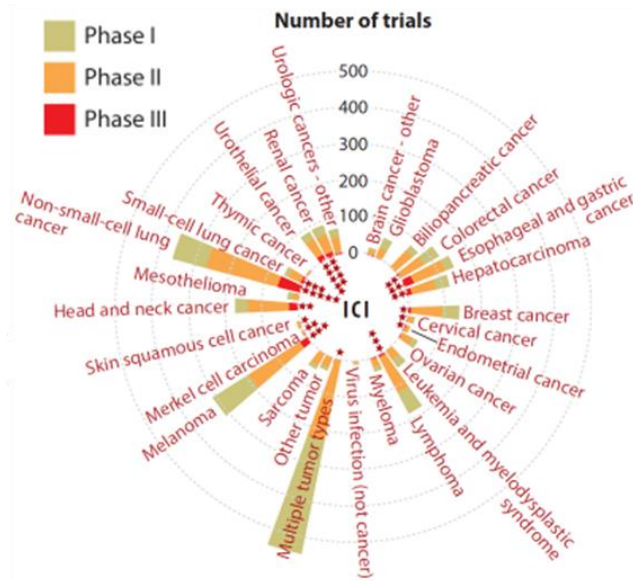 Number of trials
Phase I
Phase II
Phase III
500
400
300
200
100
0
Brain cancer - other
Glioblastoma
Biliopancreatic cancer
Colorectal cancer
Esophageal and gastric
cancer
Hepatocarcinoma
Breast cancer
Cervical cancer
Endometrial cancer
Ovarian cancer
Leukemia and myelodysplastic
syndrome
Lymphoma
Myeloma
Virus infection (not cancer)
Multiple tumor types
Other tumor
Sarcoma
Melanoma
Merkel cell carcinoma
Skin squamous cell cancer
Head and neck cancer
Mesothelioma
Non-small-cell lung
cancer
Small-cell lung cancer
Thymic cancer
Urothelial cancer
Renal cancer
Urologic cancers - other
ICI